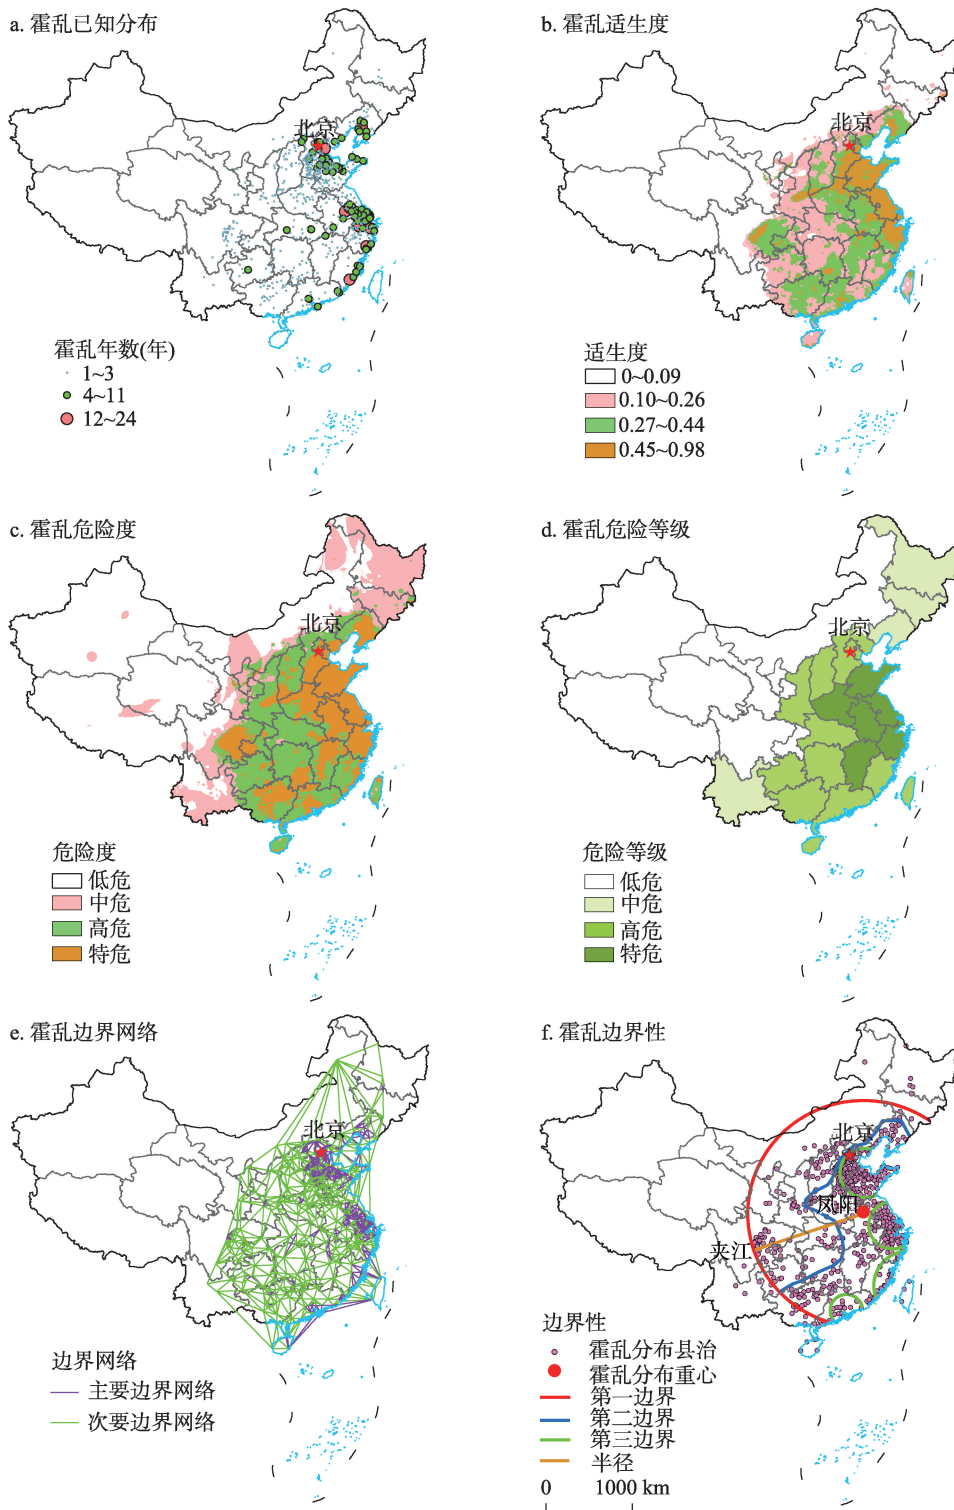 a. 霍乱已知分布
北京
霍乱年数(年)
1~3
4~11
12~24
b. 霍乱适生度
北京
适生度
0~0.09
0.10~0.26
0.27~0.44
0.45~0.98
c. 霍乱危险度
北京
危险度
低危
中危
高危
特危
d. 霍乱危险等级
北京
危险等级
低危
中危
高危
特危
e. 霍乱边界网络
北京
边界网络
主要边界网络
次要边界网络
f. 霍乱边界性
北京
凤阳
夹江
边界性
霍乱分布县治
霍乱分布重心
第一边界
第二边界
第三边界
半径
0 1000 km